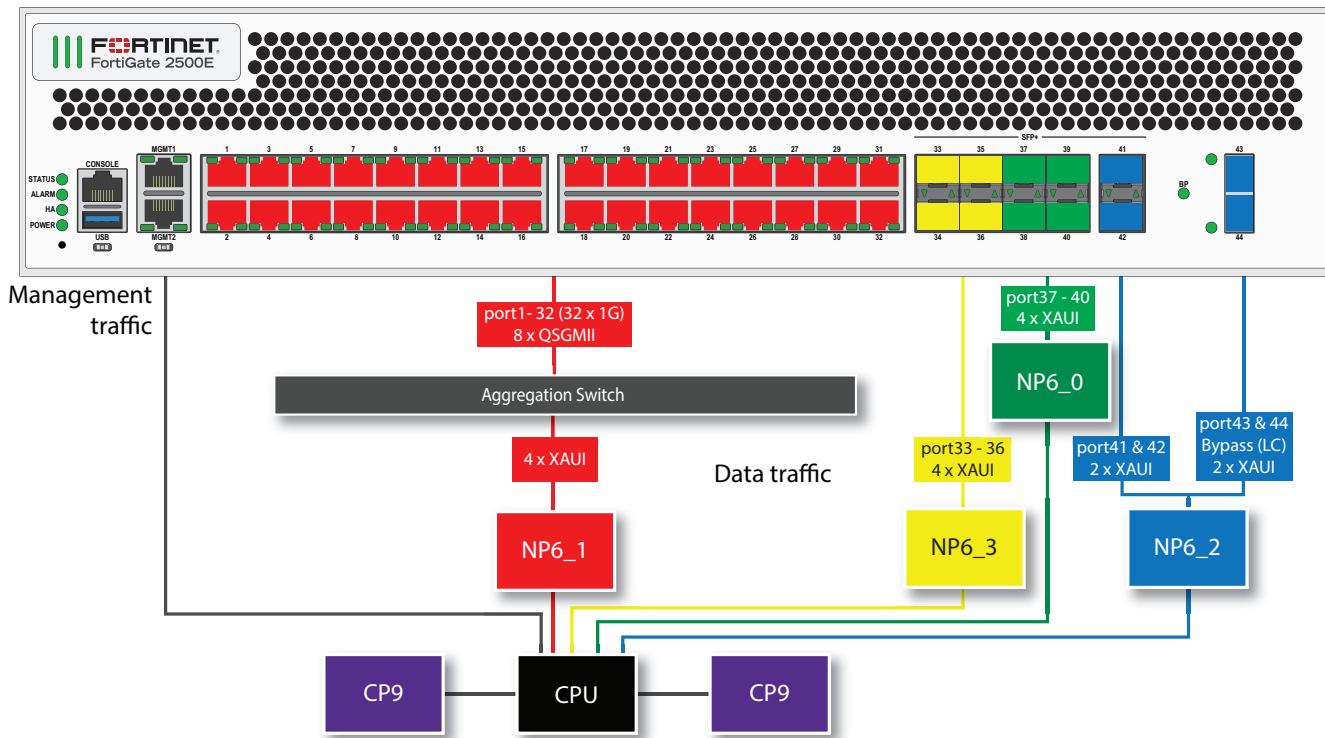 FORTINET
FortiGate 2500E
STATUS
ALARM
HA
POWER
CONSOLE
USB
MGMT1
MGMT2
1 3 5 7 9 11 13 15
2 4 6 8 10 12 14 16
17 19 21 23 25 27 29 31
18 20 22 24 26 28 30 32
SFP+
33 35 37 39 41
34 36 38 40 42
BP
43
44
Management
traffic
port1- 32 (32 x 1G)
8 x QSGMII
Aggregation Switch
4 x XAUI
NP6_1
Data traffic
port33 - 36
4 x XAUI
NP6_3
port37 - 40
4 x XAUI
NP6_0
port41 & 42
2 x XAUI
port43 & 44
Bypass (LC)
2 x XAUI
NP6_2
CP9
CPU
CP9